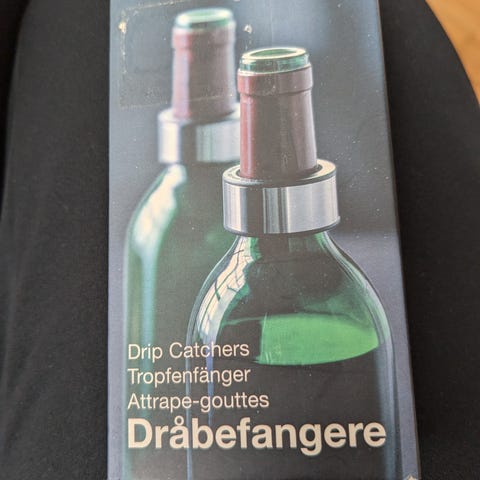 Drip Catchers
Tropfenfänger
Attrape-gouttes
Dråbefangere